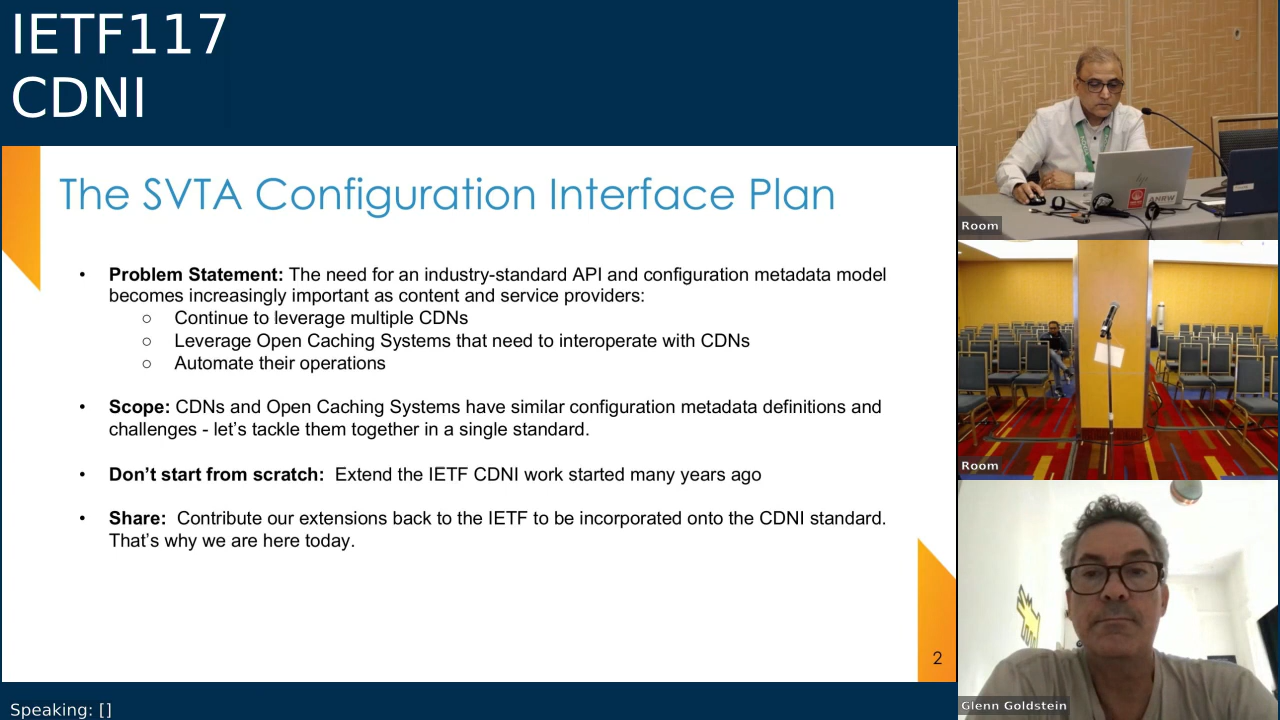 IETF117
CDNI
The SVTA Configuration Interface Plan
• Problem Statement: The need for an industry-standard API and configuration metadata model
becomes increasingly important as content and service providers:
○ Continue to leverage multiple CDNs
○ Leverage Open Caching Systems that need to interoperate with CDNs
○ Automate their operations
• Scope: CDNs and Open Caching Systems have similar configuration metadata definitions and
challenges - let’s tackle them together in a single standard.
• Don’t start from scratch: Extend the IETF CDNI work started many years ago
• Share: Contribute our extensions back to the IETF to be incorporated onto the CDNI standard.
That’s why we are here today.
2
Speaking: []
Room
hp
ANRW
Room
Glenn Goldstein